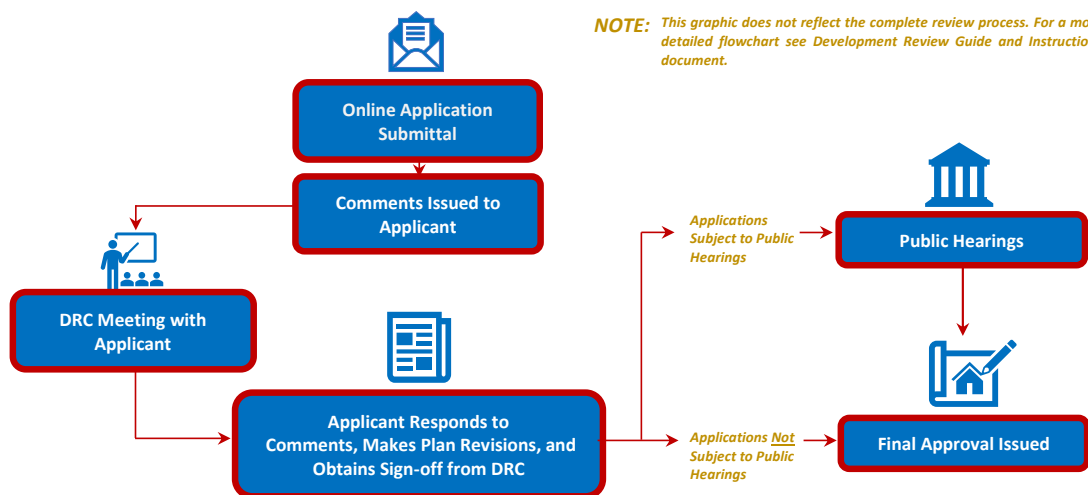 NOTE: This graphic does not reflect the complete review process. For a
detailed flowchart see Development Review Guide and
document.
Online Application
Submittal
Comments Issued to
Applicant
DRC Meeting with
Applicant
Applicant Responds to
Comments, Makes Plan Revisions, and
Obtains Sign-off from DRC
Applications
Subject to Public
Hearings
Public Hearings
Applications Not
Subject to Public
Hearings
Final Approval Issued